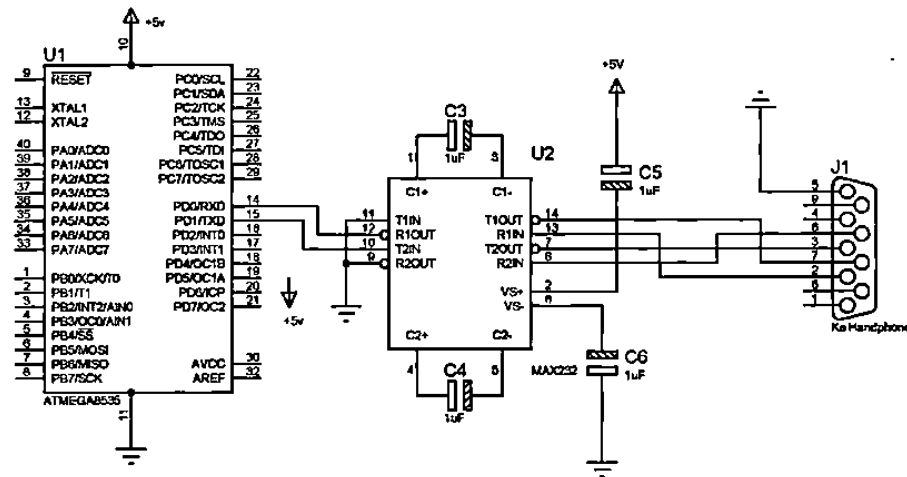 +5v
10
U1
9 RESET
13 XTAL1
12 XTAL2
40 PA0/ADC0
39 PA1/ADC1
38 PA2/ADC2
37 PA3/ADC3
36 PA4/ADC4
35 PA5/ADC5
34 PA6/ADC6
33 PA7/ADC7
1 PB0/XCK/T0
2 PB1/T1
3 PB2/INT2/AIN0
4 PB3/OC0/AIN1
5 PB4/SS
6 PB5/MOSI
7 PB6/MISO
8 PB7/SCK
PC0/SCL 22
PC1/SDA 23
PC2/TCK 24
PC3/TMS 25
PC4/TDO 26
PC5/TDI 27
PC6/TOSC1 28
PC7/TOSC2 29
PD0/RXD 14
PD1/TXD 15
PD2/INT0 16
PD3/INT1 17
PD4/OC1B 18
PD5/OC1A 19
PD6/ICP 20
PD7/OC2 21
AVCC 30
AREF 32
ATMEGA8535
11
+5v
C3
1uF
1
3
U2
C1+
C1-
11 T1IN
12 R1OUT
10 T2IN
9 R2OUT
T1OUT 14
R1IN 13
T2OUT 7
R2IN 8
VS+ 2
VS- 6
C2+
C2-
4
5
C4
1uF
MAX232
+5V
C5
1uF
C6
1uF
J1
5
9
4
8
3
7
2
6
1
Ke Handphone